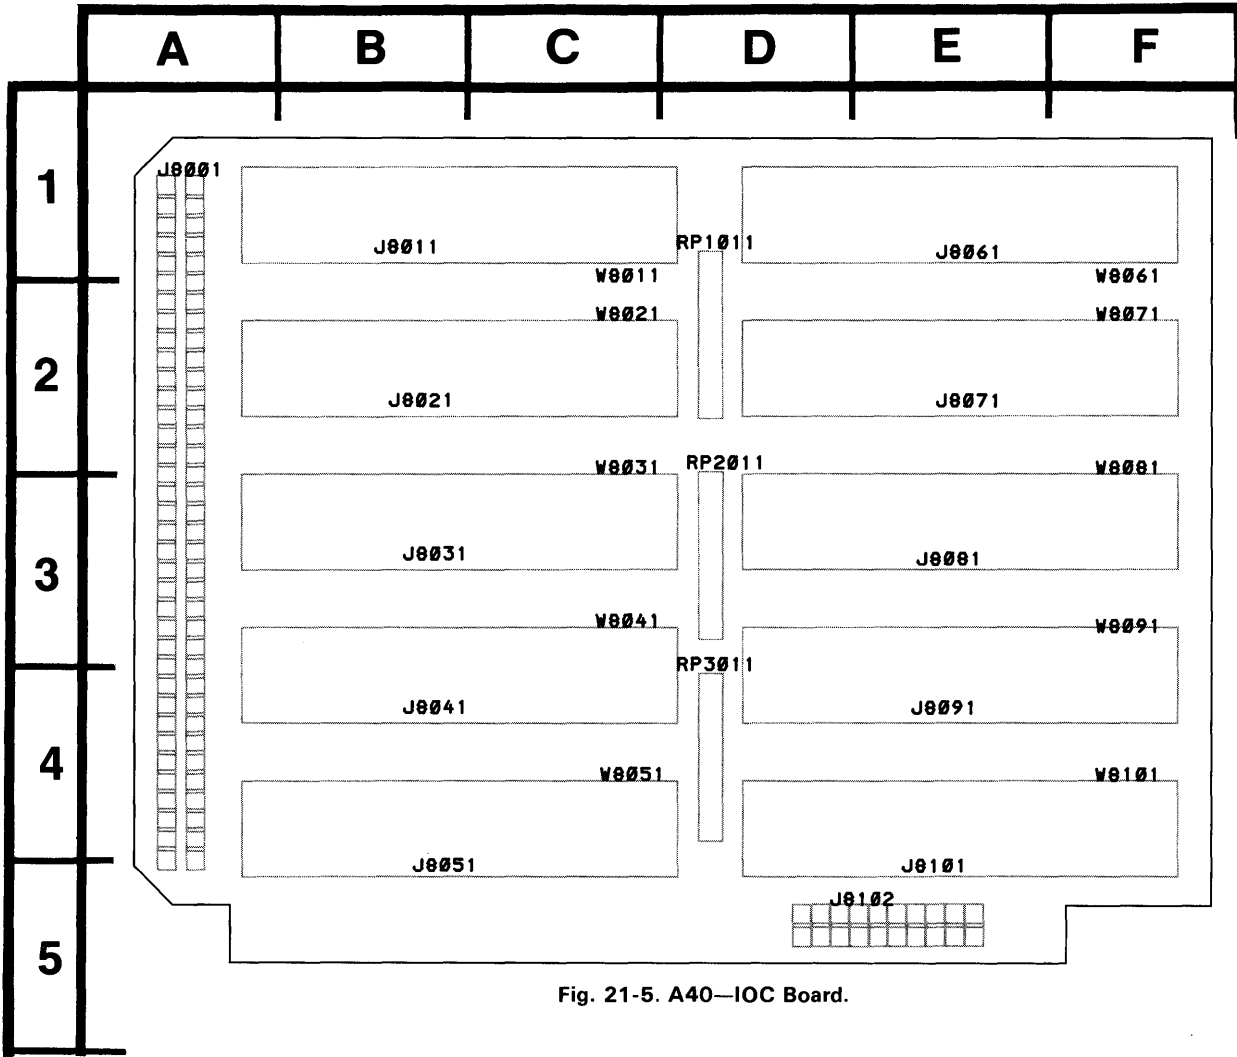 A B C D E F
1
J8001
J8011
RP1011
J8061
W8011
W8061
W8021
W8071
2
J8021
J8071
W8031
RP2011
W8081
3
J8031
J8081
W8041
W8091
RP3011
J8041
J8091
4
W8051
W8101
J8051
J8101
J8102
5
Fig. 21-5. A40—IOC Board.